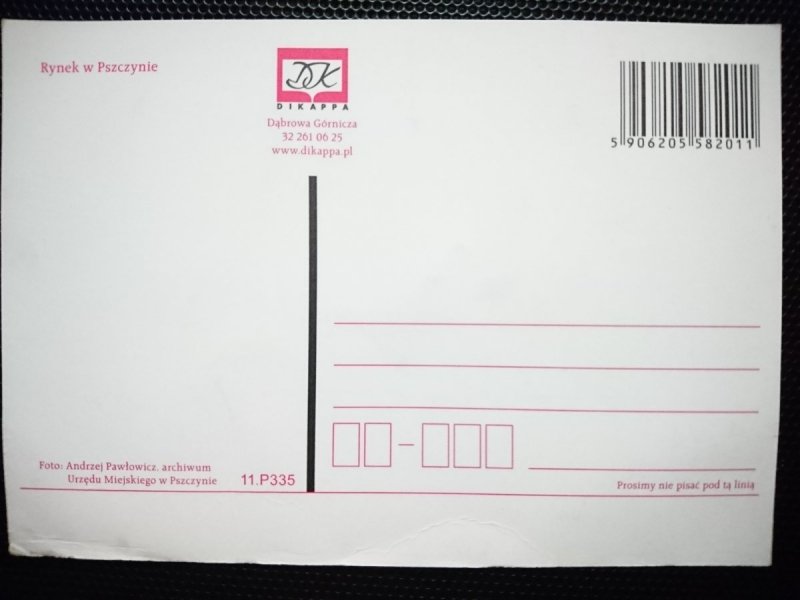 Rynek w Pszczynie
DK
DIKAPPA
Dąbrowa Górnicza
32 261 06 25
www.dikappa.pl
5 906205 582011
Foto: Andrzej Pawłowicz, archiwum
Urzędu Miejskiego w Pszczynie
11.P335
Prosimy nie pisać pod tą linią